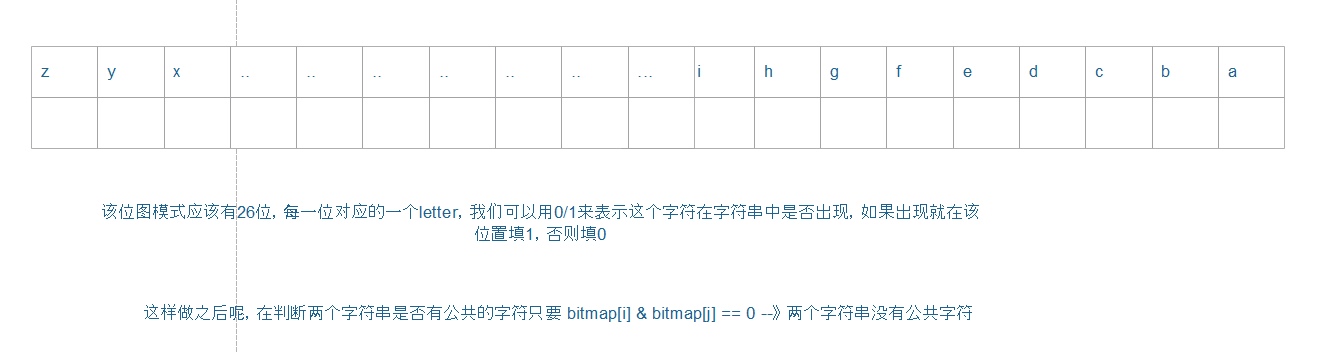 z y x .. .. .. .. .. .. ... i h g f e d c b a
该位图模式应该有26位，每一位对应的一个letter，我们可以用0/1来表示这个字符在字符串中是否出现，如果出现就在该
位置填1，否则填0
这样做之后呢，在判断两个字符串是否有公共的字符只要 bitmap[i] & bitmap[j] == 0 --》两个字符串没有公共字符